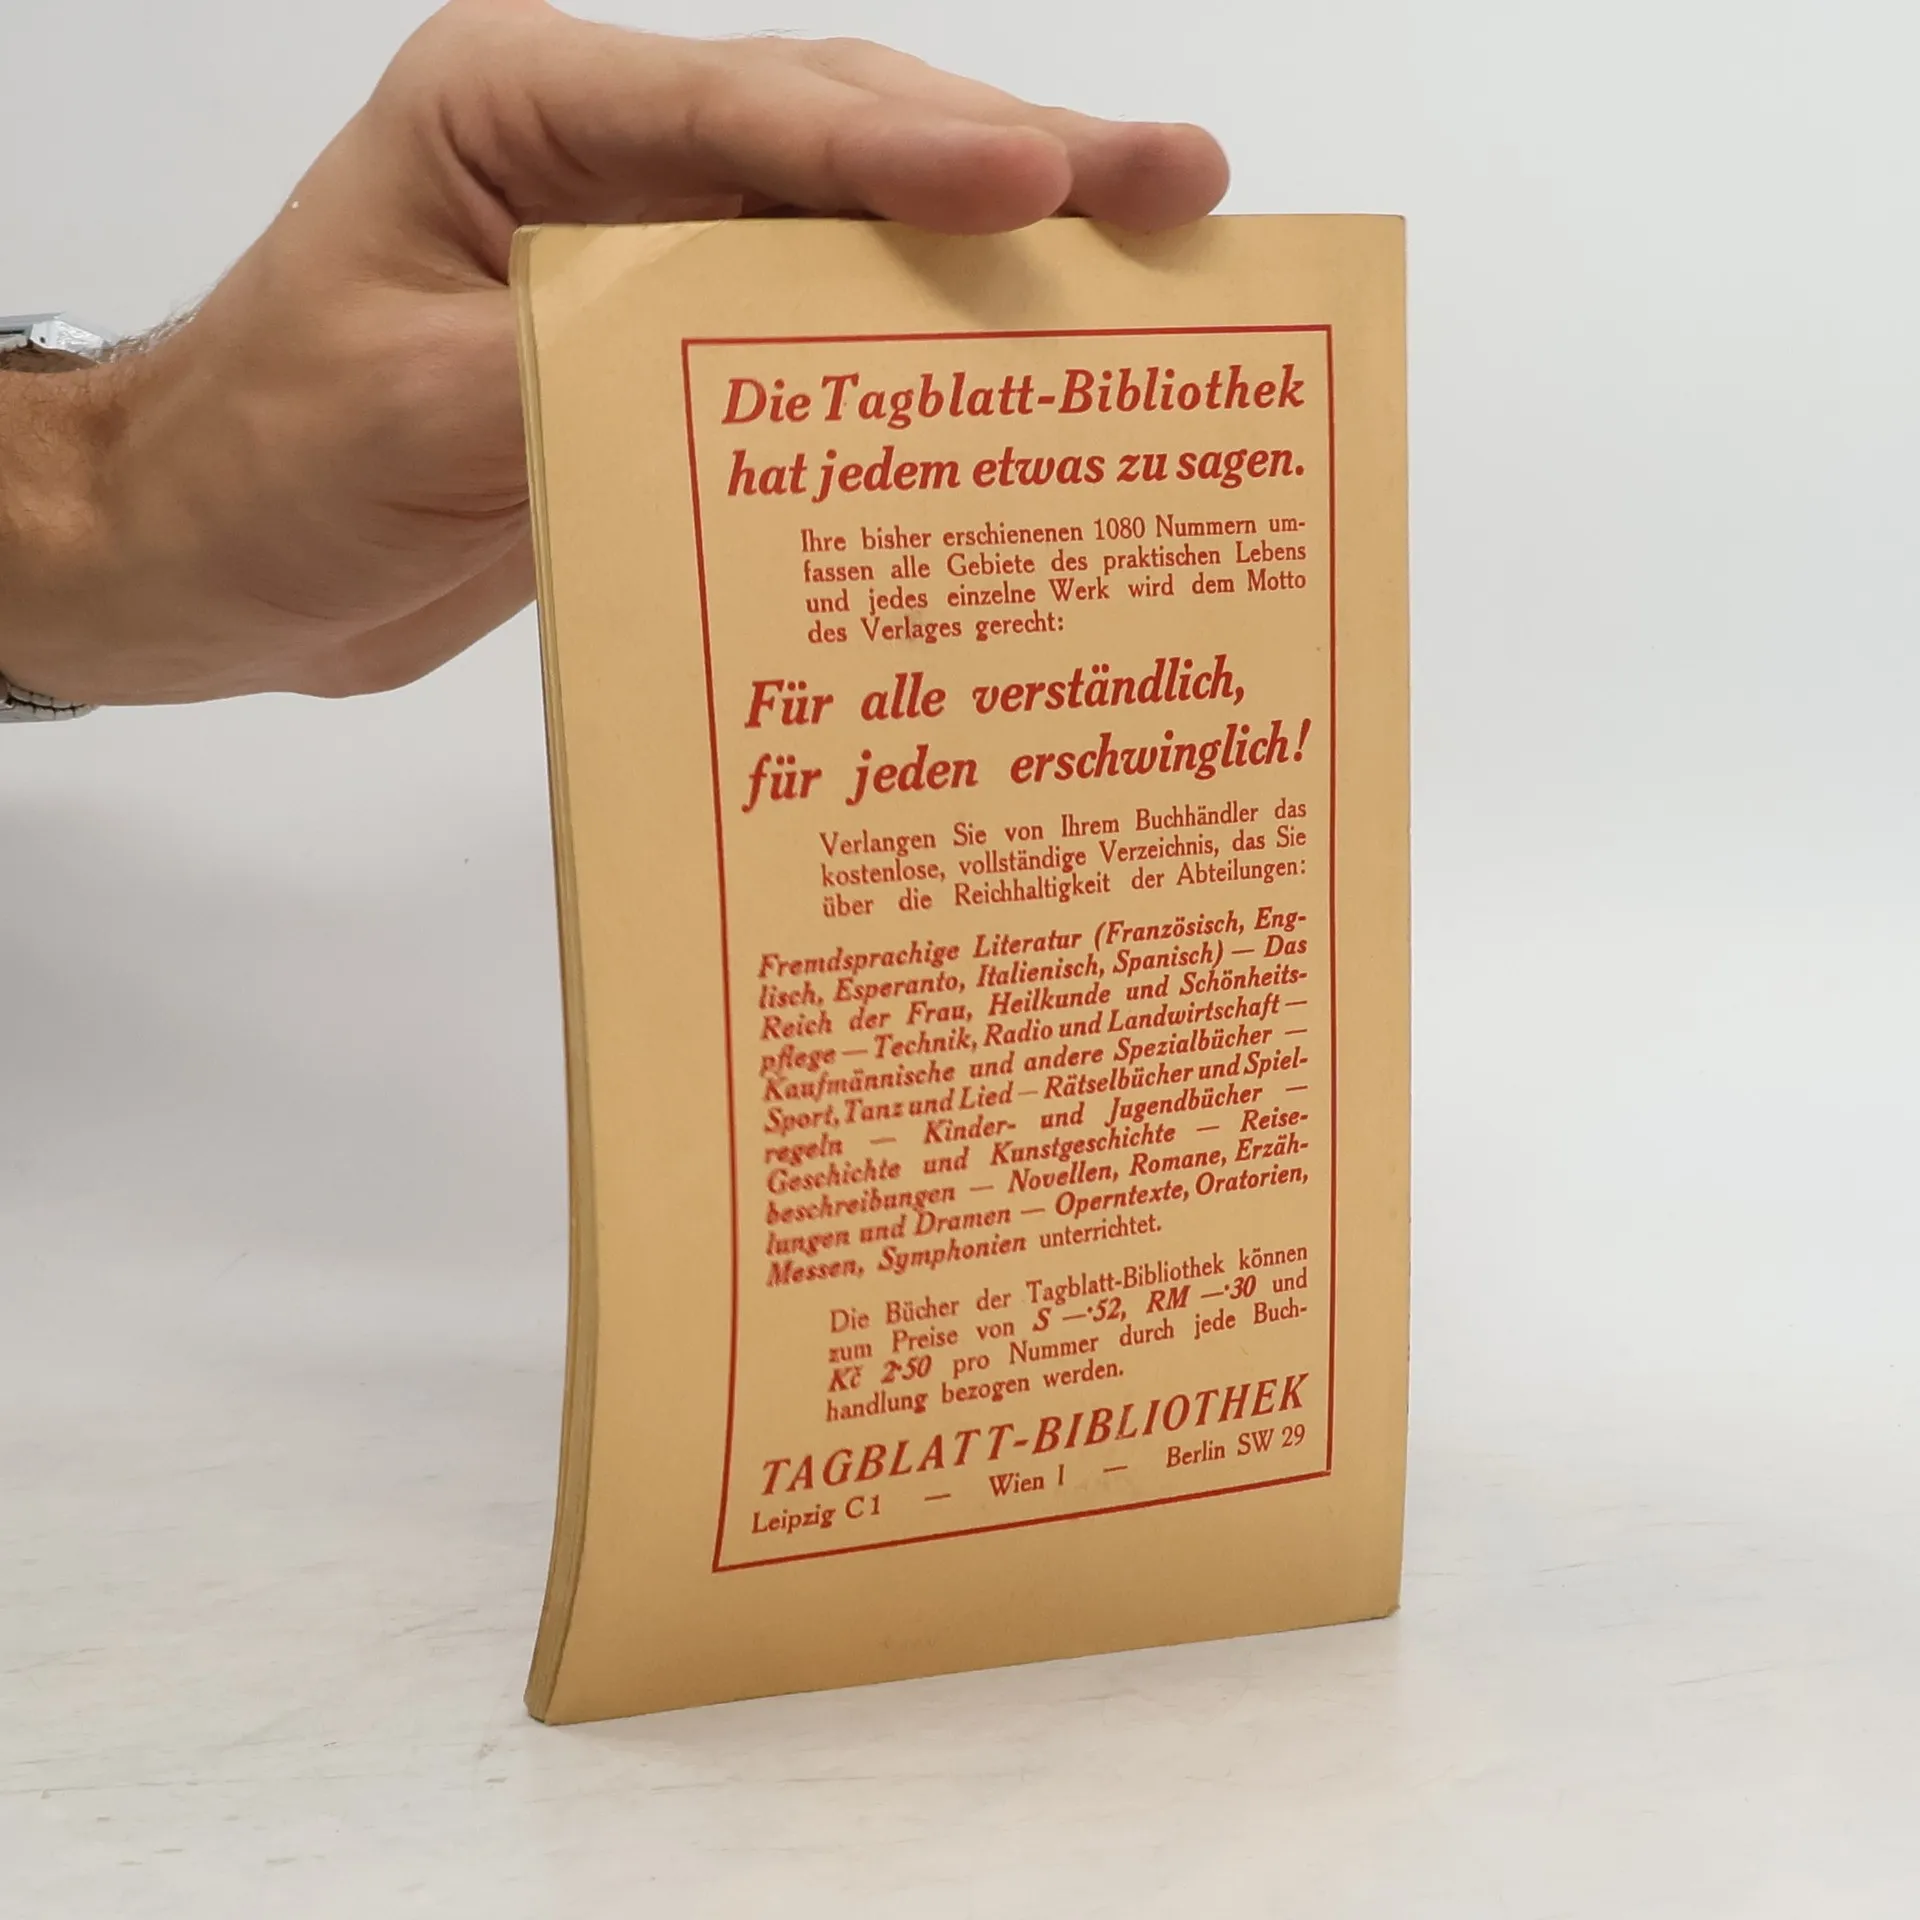 Die Tagblatt-Bibliothek
hat jedem etwas zu sagen.
Ihre bisher erschienenen 1080 Nummern um-
fassen alle Gebiete des praktischen Lebens
und jedes einzelne Werk wird dem Motto
des Verlages gerecht:
Für alle verständlich,
für jeden erschwinglich!
Verlangen Sie von Ihrem Buchhändler das
kostenlose, vollständige Verzeichnis, das Sie
über die Reichhaltigkeit der Abteilungen:
Fremdsprachige Literatur (Französisch, Eng-
lisch, Esperanto, Italienisch, Spanisch) — Das
Reich der Frau, Heilkunde und Schönheits-
pflege — Technik, Radio und Landwirtschaft —
Kaufmännische und andere Spezialbücher —
Sport, Tanz und Lied — Rätselbücher und Spiel-
regeln — Kinder- und Jugendbücher —
Geschichte und Kunstgeschichte — Reise-
beschreibungen — Novellen, Romane, Erzäh-
lungen und Dramen — Operntexte, Oratorien,
Messen, Symphonien unterrichtet.
Die Bücher der Tagblatt-Bibliothek können
zum Preise von S —·52, RM —·30 und
Kč 2·50 pro Nummer durch jede Buch-
handlung bezogen werden.
TAGBLATT-BIBLIOTHEK
Leipzig C 1 — Wien I — Berlin SW 29